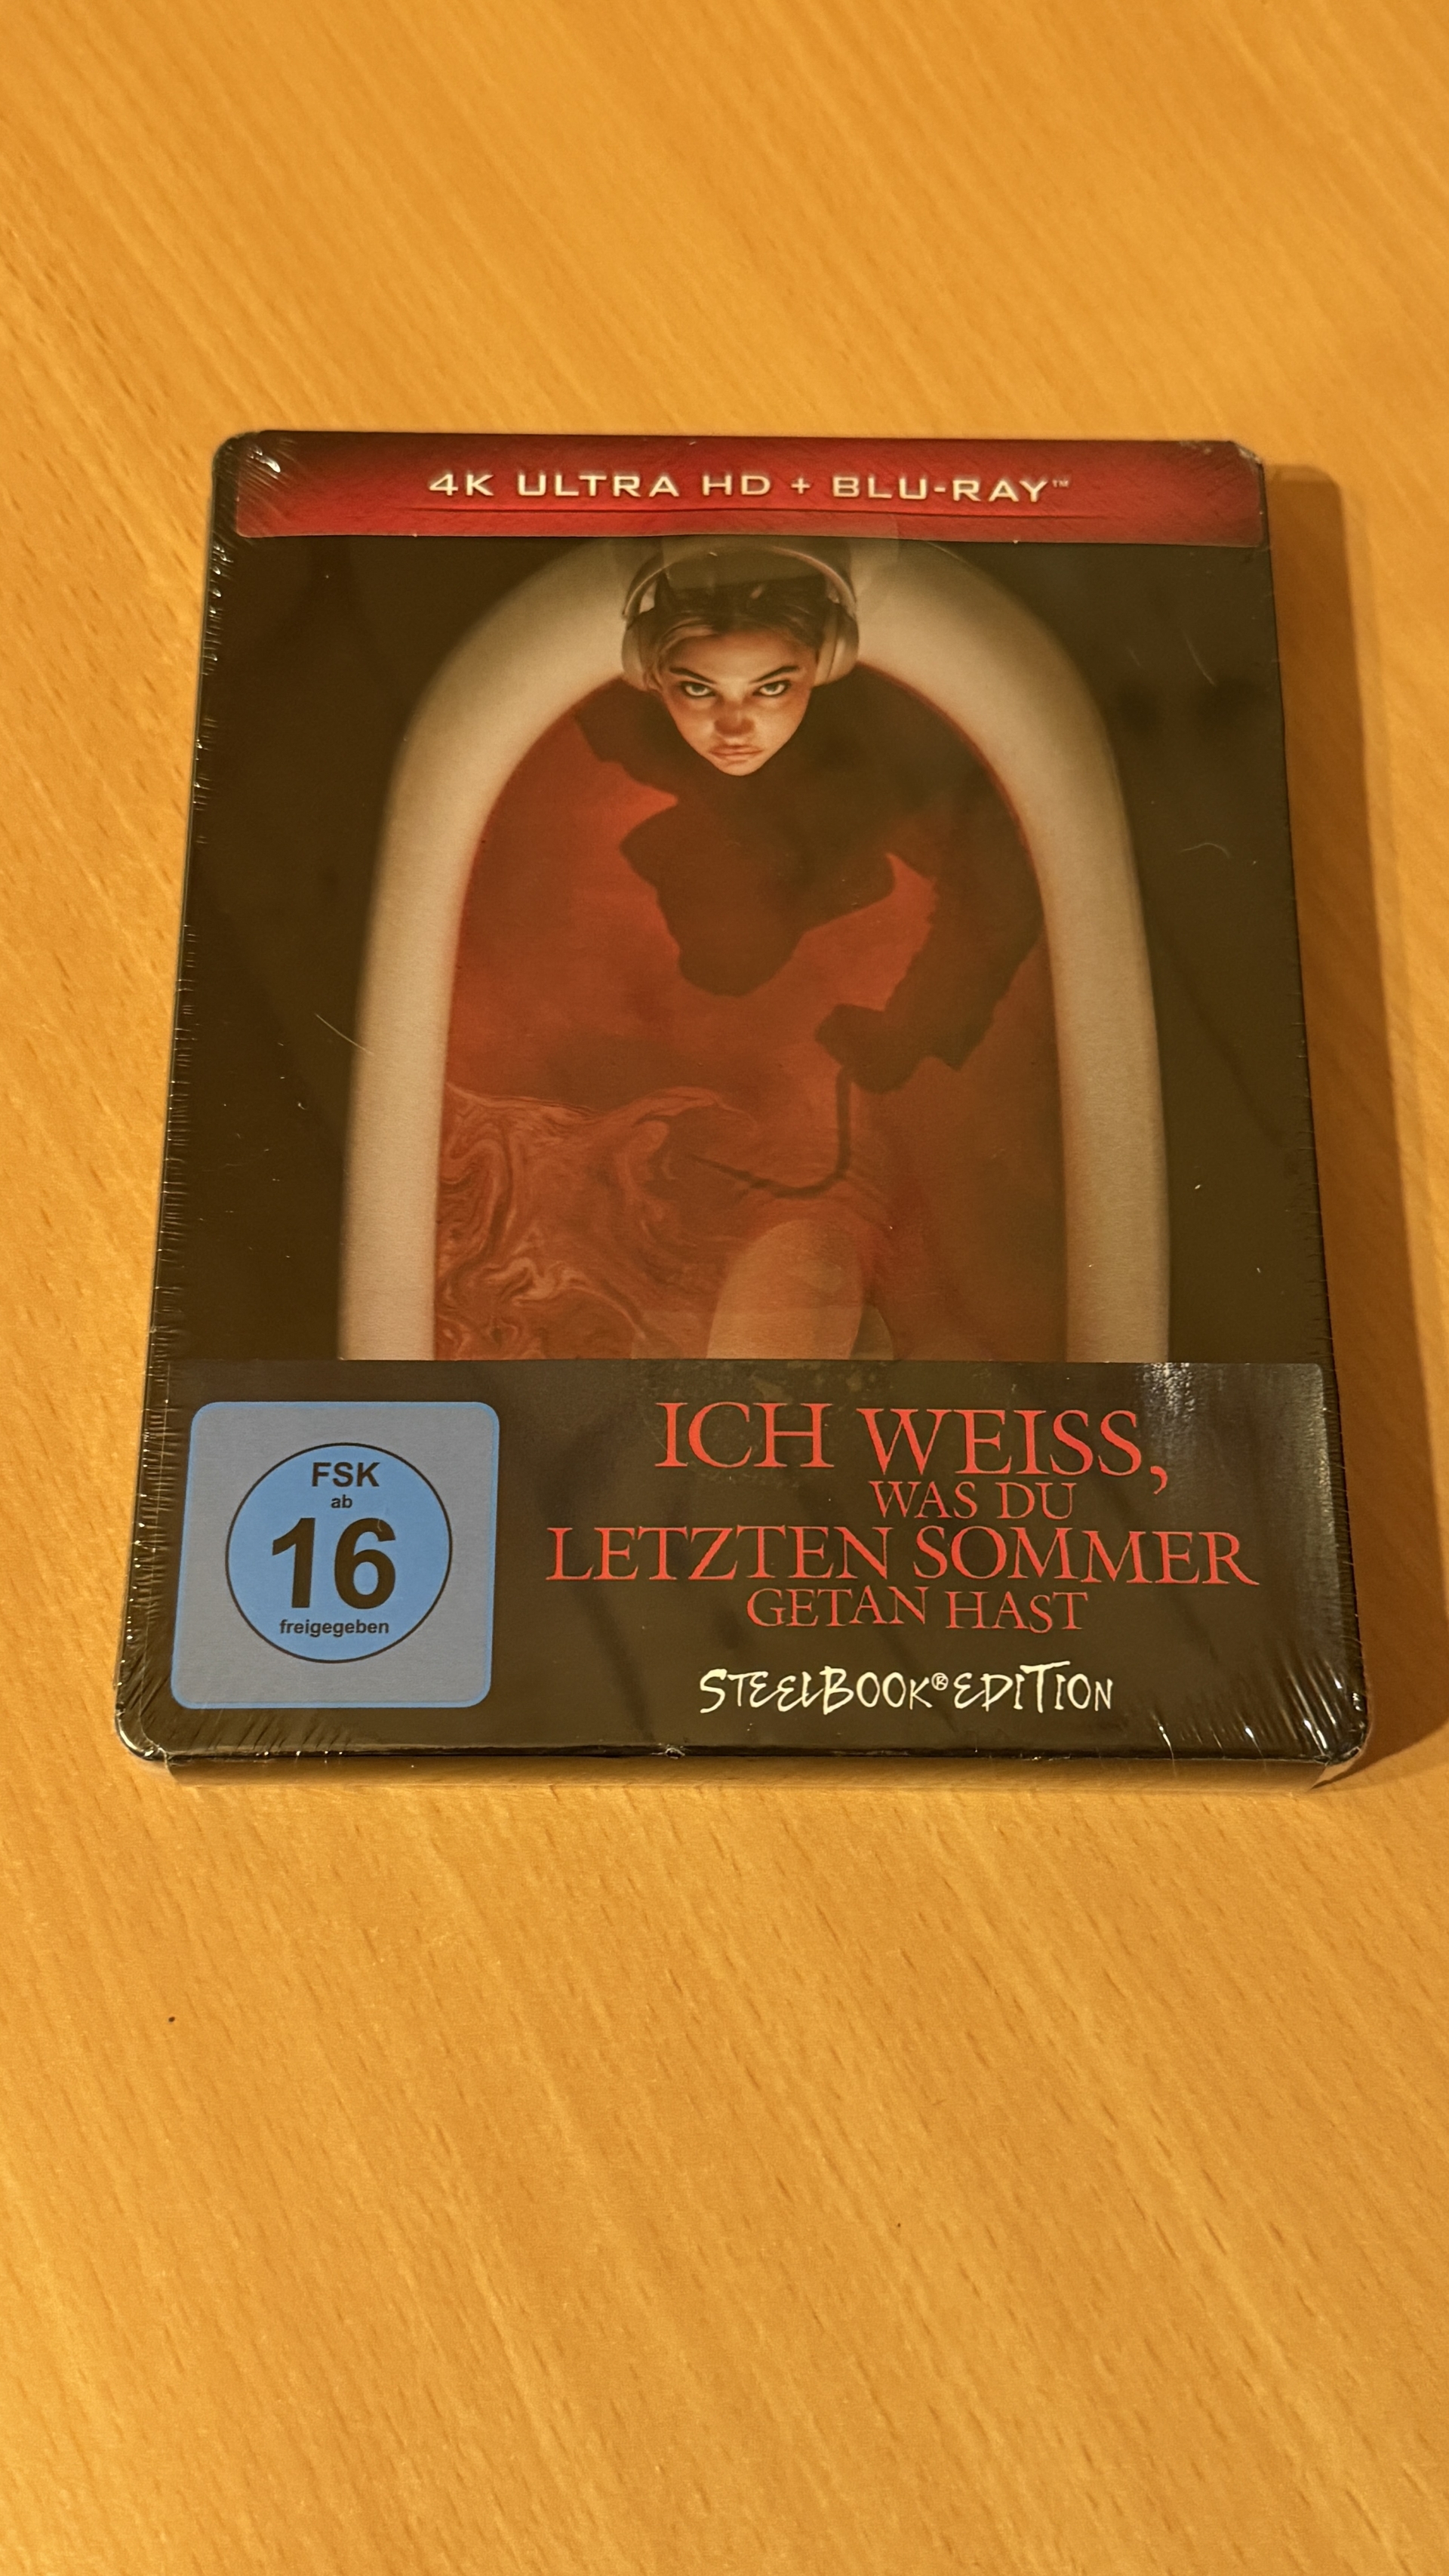 4K ULTRA HD + BLU-RAY™
FSK
ab
16
freigegeben
ICH WEISS,
WAS DU
LETZTEN SOMMER
GETAN HAST
STEELBOOK® EDITION